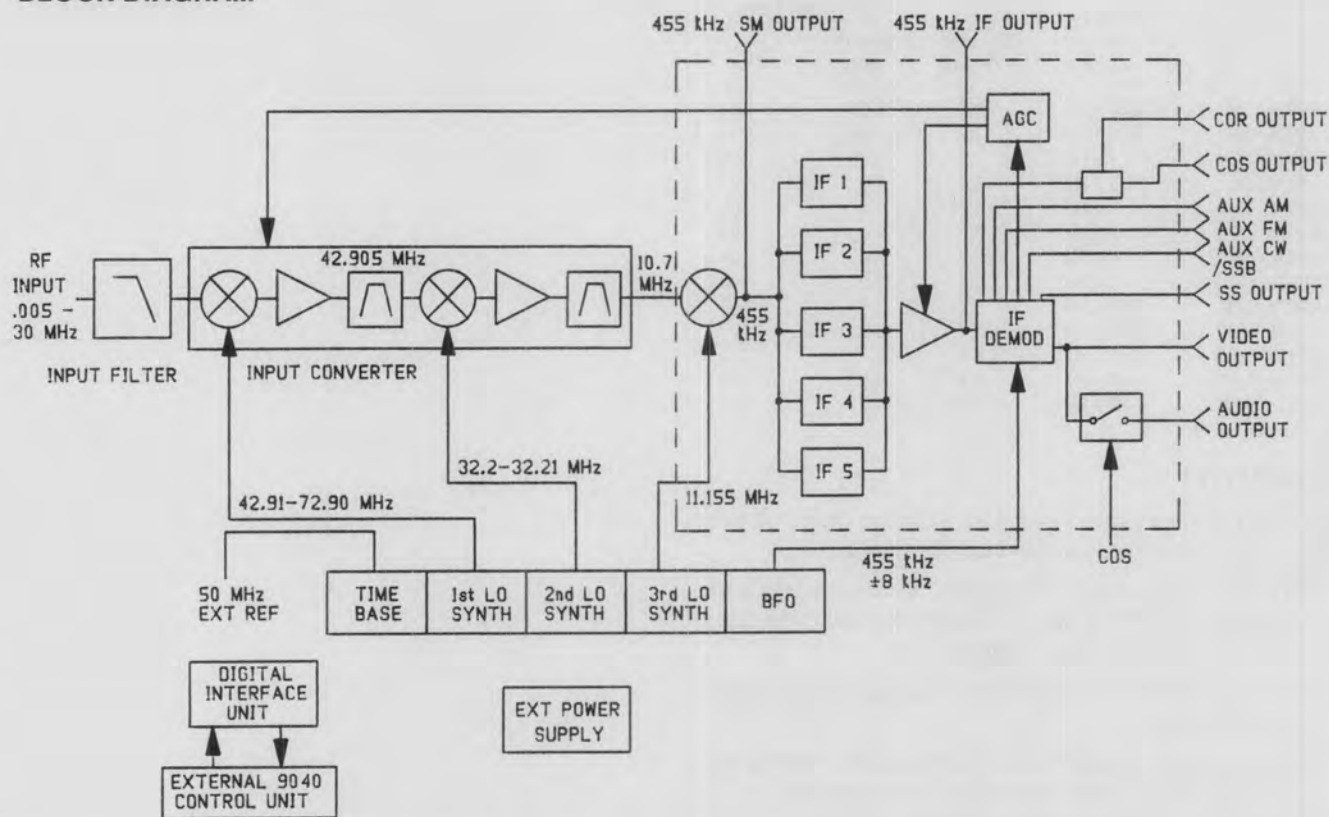 455 kHz SM OUTPUT
455 kHz IF OUTPUT
AGC
COR OUTPUT
COS OUTPUT
AUX AM
AUX FM
AUX CW
/SSB
SS OUTPUT
VIDEO
OUTPUT
AUDIO
OUTPUT
COS
IF 1
IF 2
IF 3
IF 4
IF 5
IF
DEMOD
RF
INPUT
.005 -
30 MHz
INPUT FILTER
42.905 MHz
INPUT CONVERTER
10.7
MHz
455
kHz
32.2-32.21 MHz
11.155 MHz
42.91-72.90 MHz
455 kHz
±8 kHz
50 MHz
EXT REF
TIME
BASE
1st LO
SYNTH
2nd LO
SYNTH
3rd LO
SYNTH
BFO
DIGITAL
INTERFACE
UNIT
EXT POWER
SUPPLY
EXTERNAL 9040
CONTROL UNIT